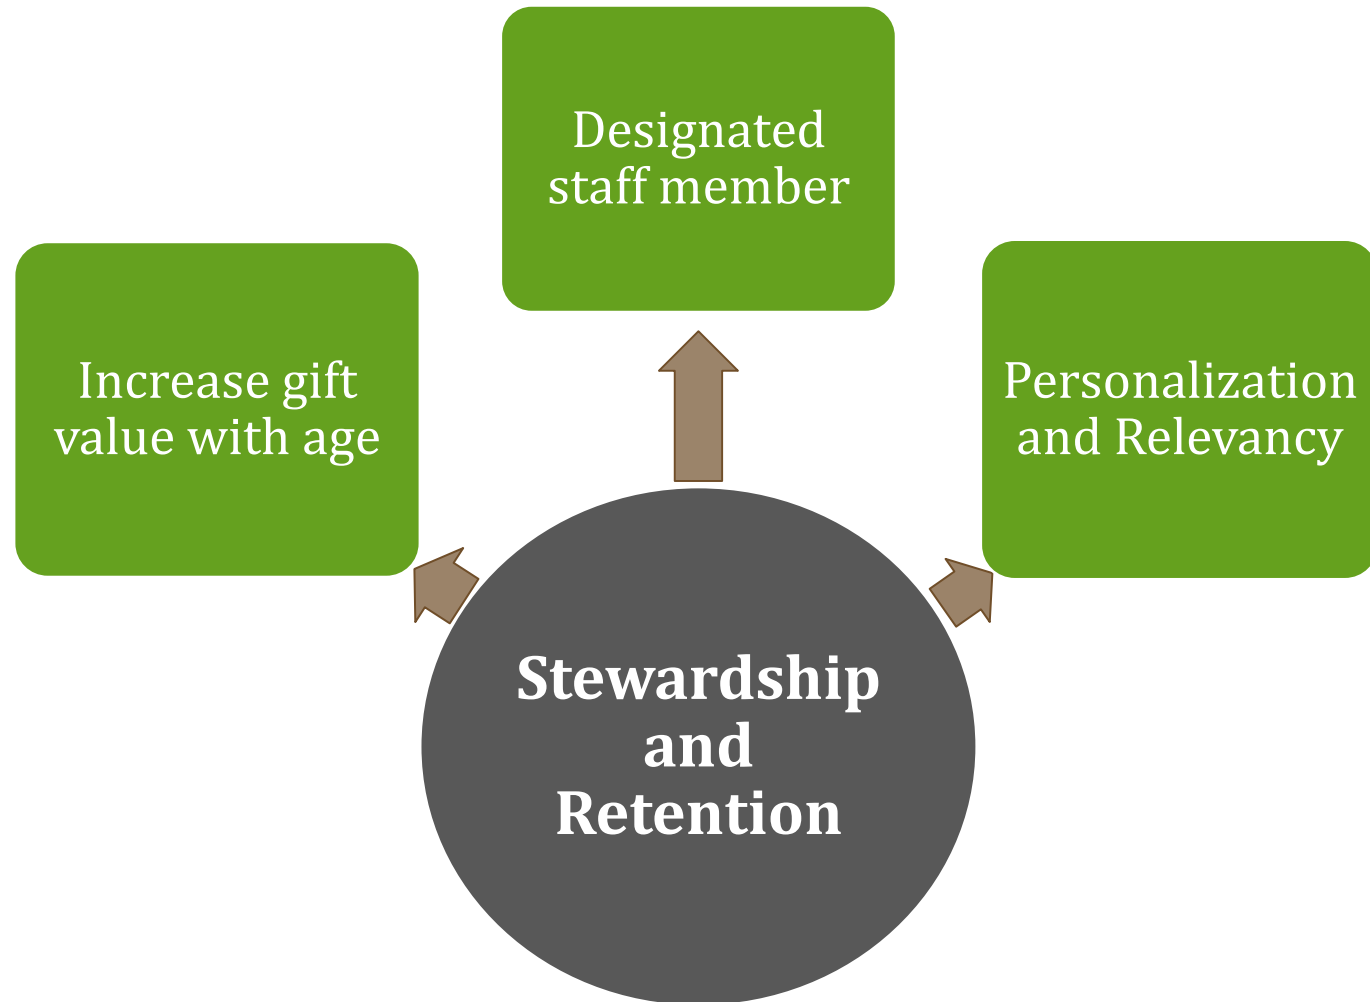 Designated
staff member
Increase gift
value with age
Personalization
and Relevancy
Stewardship
and
Retention